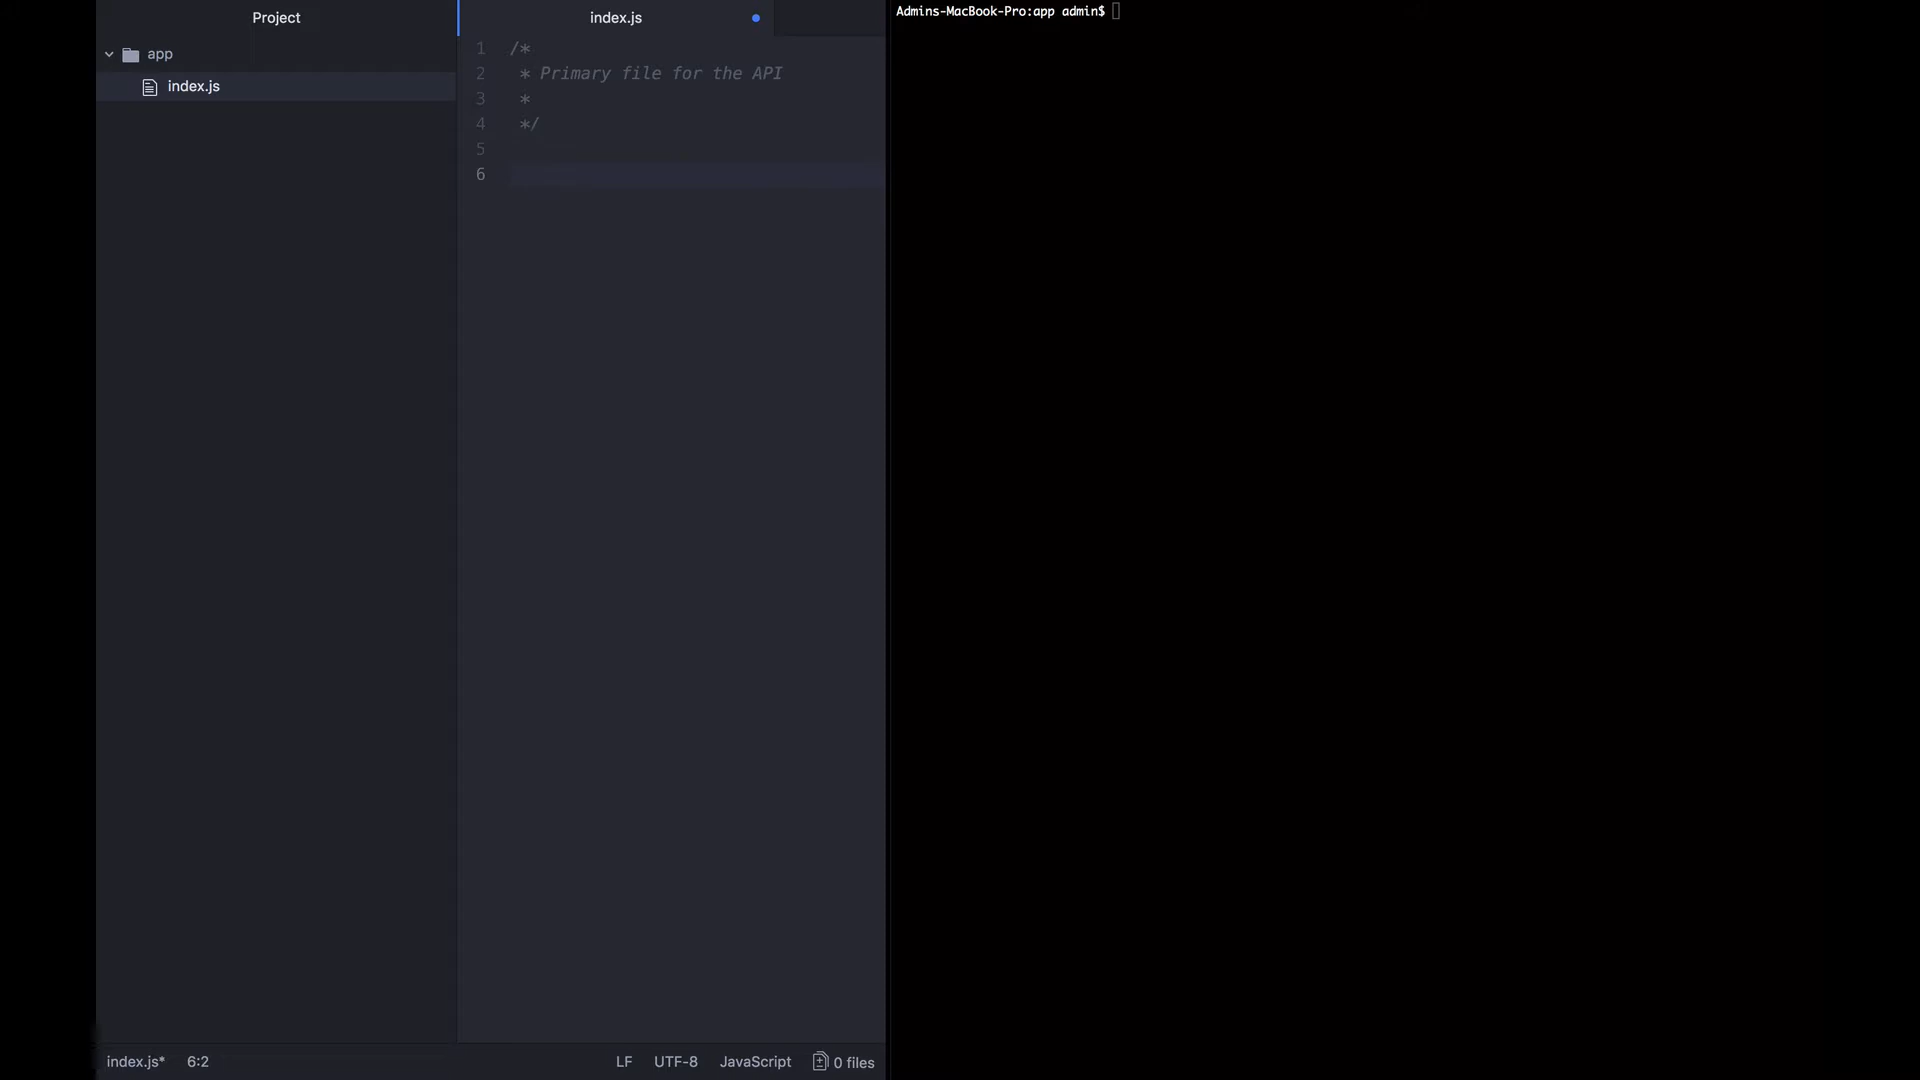 Project
app
index.js
index.js
1 /*
2 * Primary file for the API
3 *
4 */
5
6
index.js* 6:2 LF UTF-8 JavaScript 0 files
Admins-MacBook-Pro:app admin$